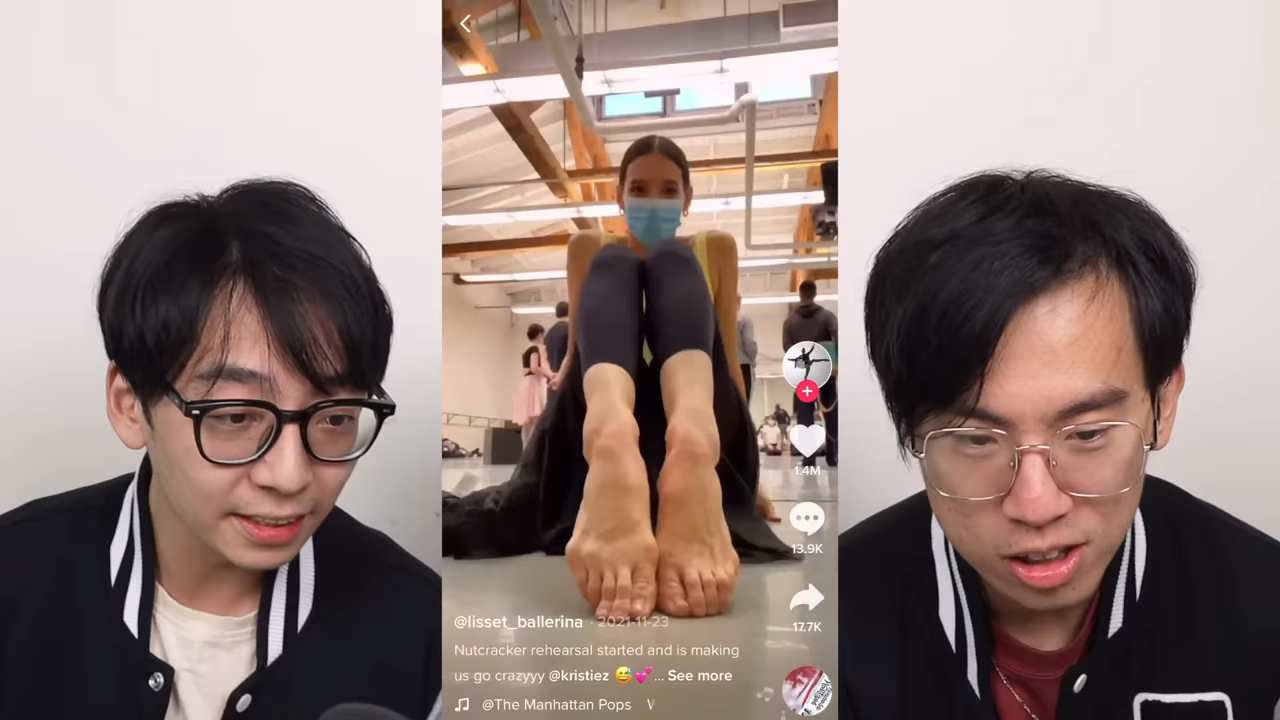 1.4M
13.9K
17.7K
@lisset_ballerina · 2021-11-23
Nutcracker rehearsal started and is making
us go crazyyy @kristiez 😅💕... See more
@The Manhattan Pops